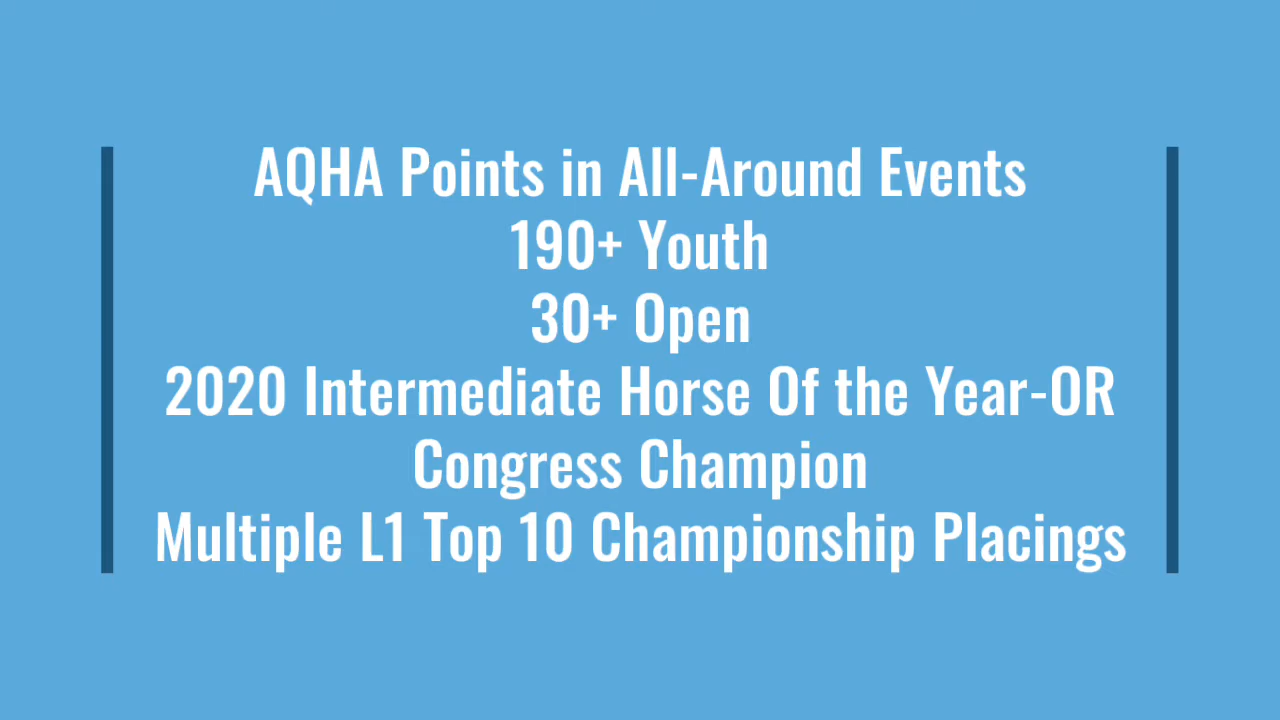 AQHA Points in All-Around Events
190+ Youth
30+ Open
2020 Intermediate Horse Of the Year-OR
Congress Champion
Multiple L1 Top 10 Championship Placings